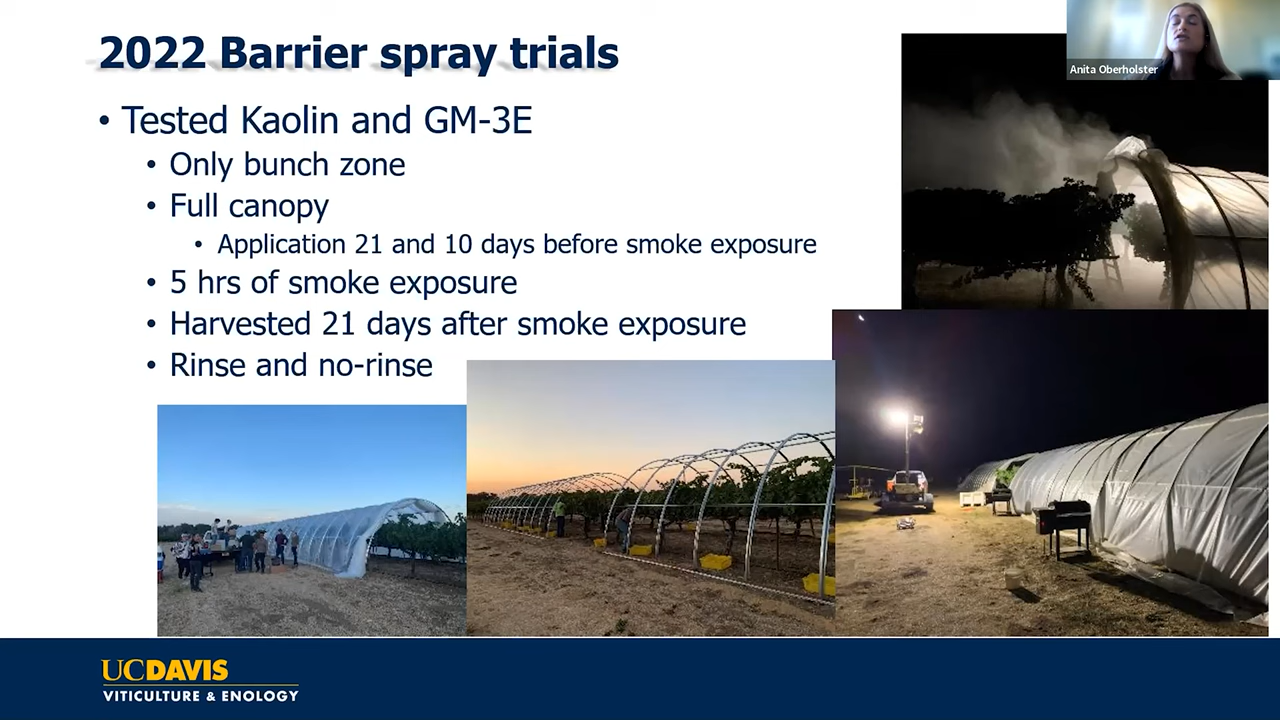 2022 Barrier spray trials
• Tested Kaolin and GM-3E
• Only bunch zone
• Full canopy
• Application 21 and 10 days before smoke exposure
• 5 hrs of smoke exposure
• Harvested 21 days after smoke exposure
• Rinse and no-rinse
Anita Oberholster
UCDAVIS
VITICULTURE & ENOLOGY